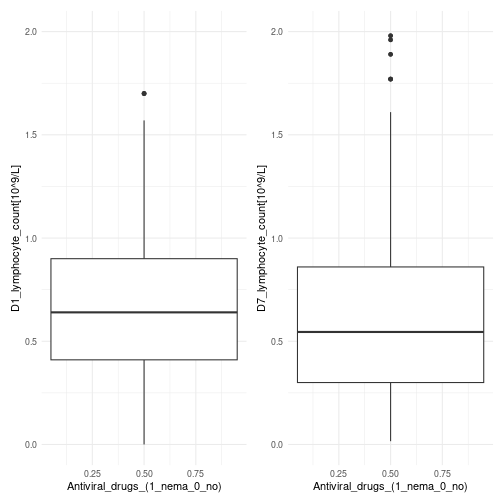 D1_lymphocyte_count[10^9/L]
2.0
1.5
1.0
0.5
0.0
0.25 0.50 0.75
Antiviral_drugs_(1_nema_0_no)
D7_lymphocyte_count[10^9/L]
2.0
1.5
1.0
0.5
0.0
0.25 0.50 0.75
Antiviral_drugs_(1_nema_0_no)